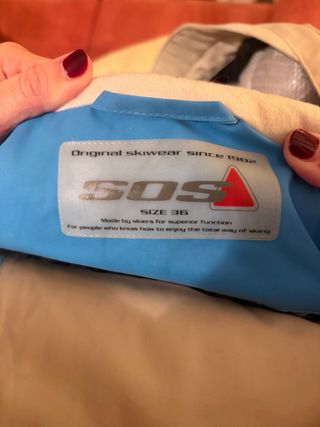 Original skiwear since 1982
SOS
SIZE 36
Made by skiers for superior function
For people who know how to enjoy the total way of skiing